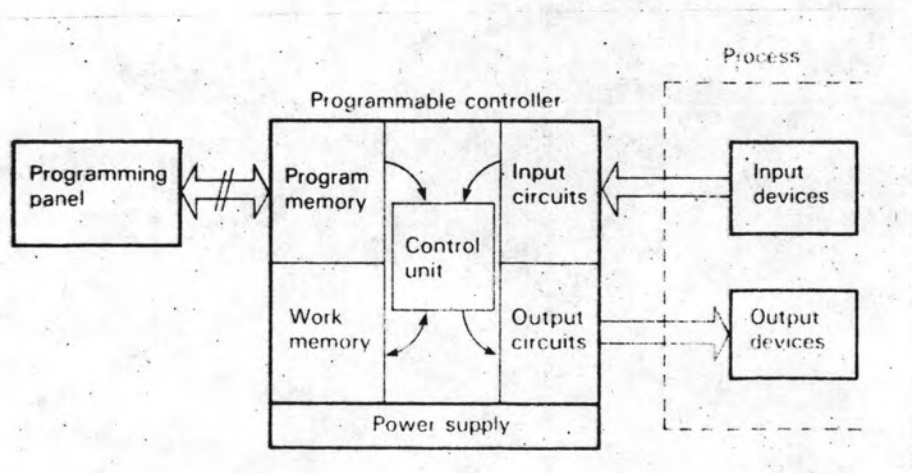 Process
Programmable controller
Programming
panel
Program
memory
Input
circuits
Input
devices
Control
unit
Work
memory
Output
circuits
Output
devices
Power supply